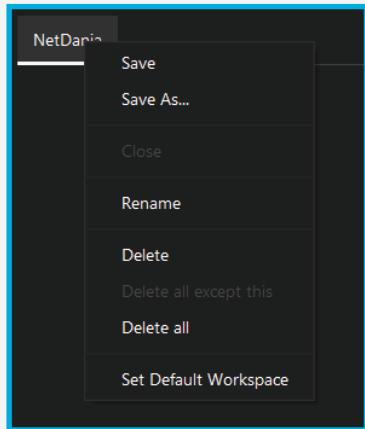 NetDania
Save
Save As...
Close
Rename
Delete
Delete all except this
Delete all
Set Default Workspace